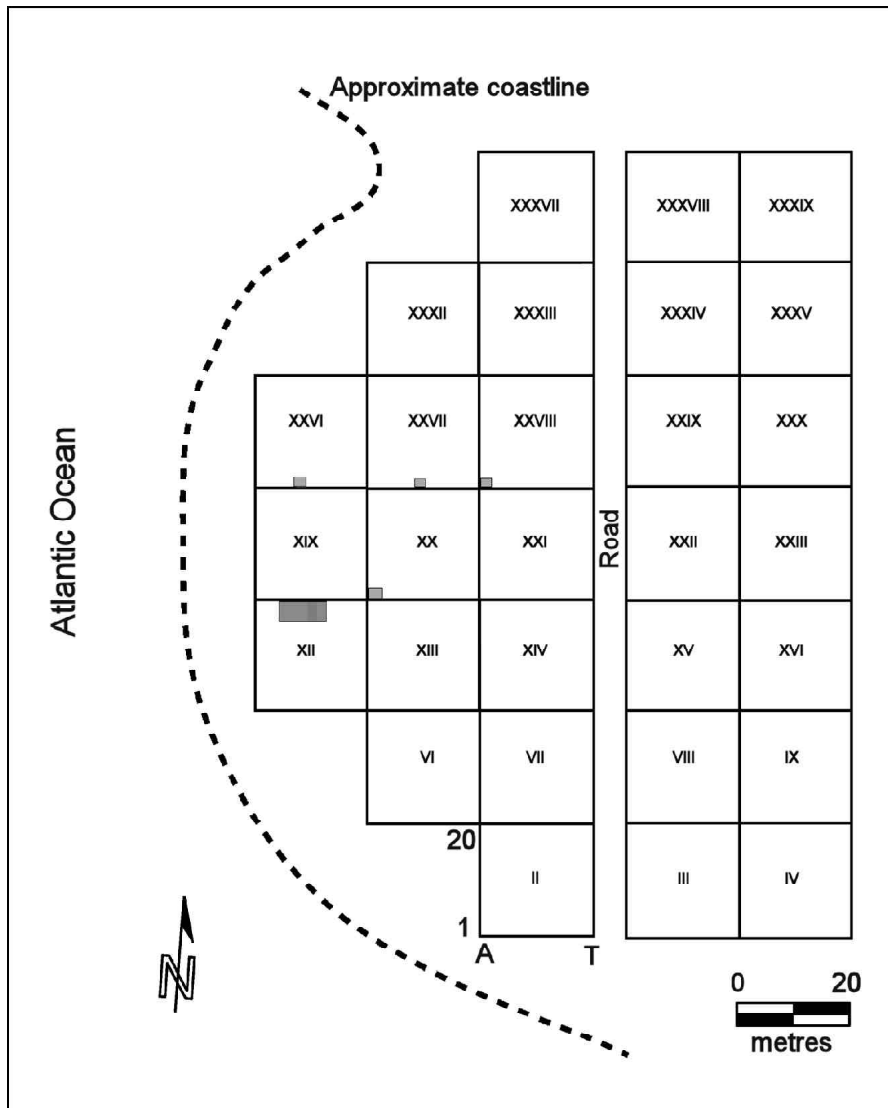 Approximate coastline
XXXVII XXXVIII XXXIX
XXXII XXXIII XXXIV XXXV
XXVI XXVII XXVIII XXIX XXX
Atlantic Ocean
XIX XX XXI Road XXII XXIII
XII XIII XIV XV XVI
VI VII VIII IX
20
II III IV
1
A T
N
0 20
metres